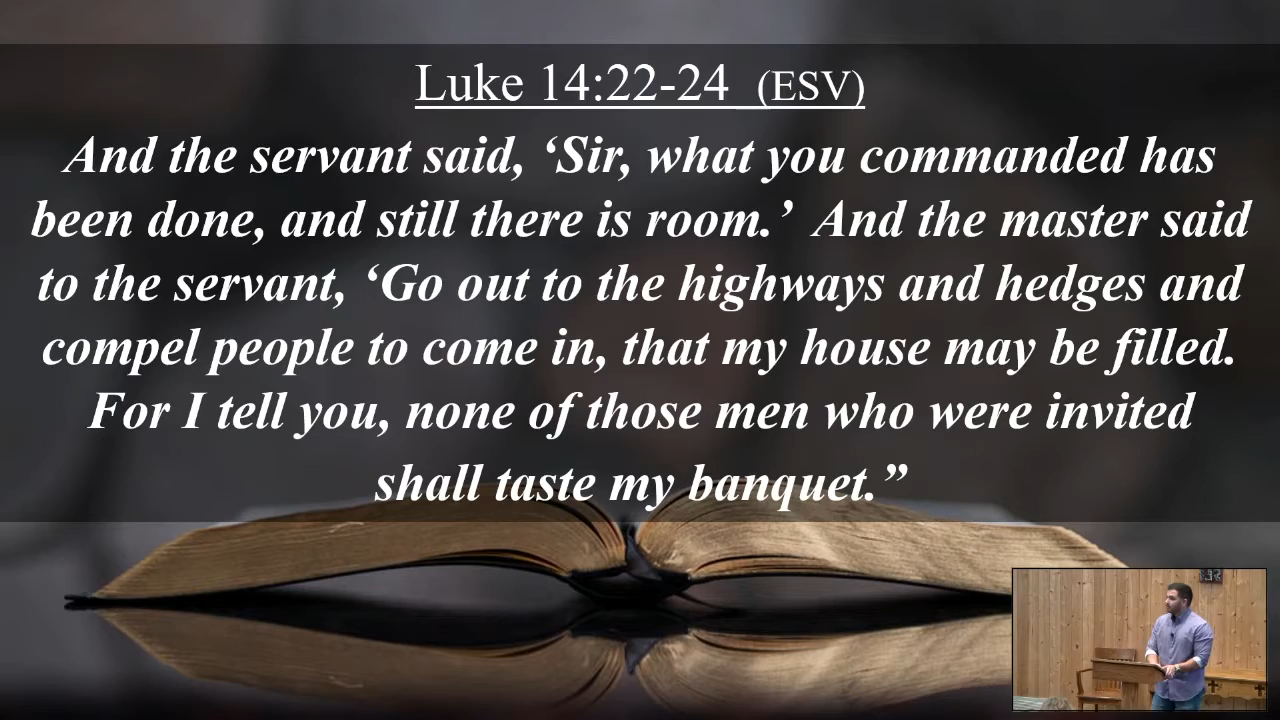 Luke 14:22-24 (ESV)
And the servant said, ‘Sir, what you commanded has
been done, and still there is room.’ And the master said
to the servant, ‘Go out to the highways and hedges and
compel people to come in, that my house may be filled.
For I tell you, none of those men who were invited
shall taste my banquet.”